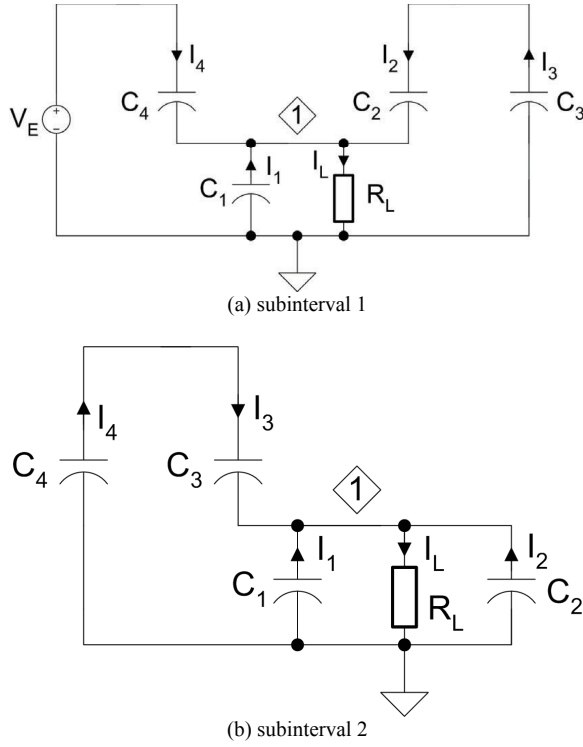 I4
I2
I3
VE
C4
1
C2
C3
I1
IL
C1
RL
(a) subinterval 1
I4
I3
C4
C3
1
I1
IL
I2
C1
RL
C2
(b) subinterval 2